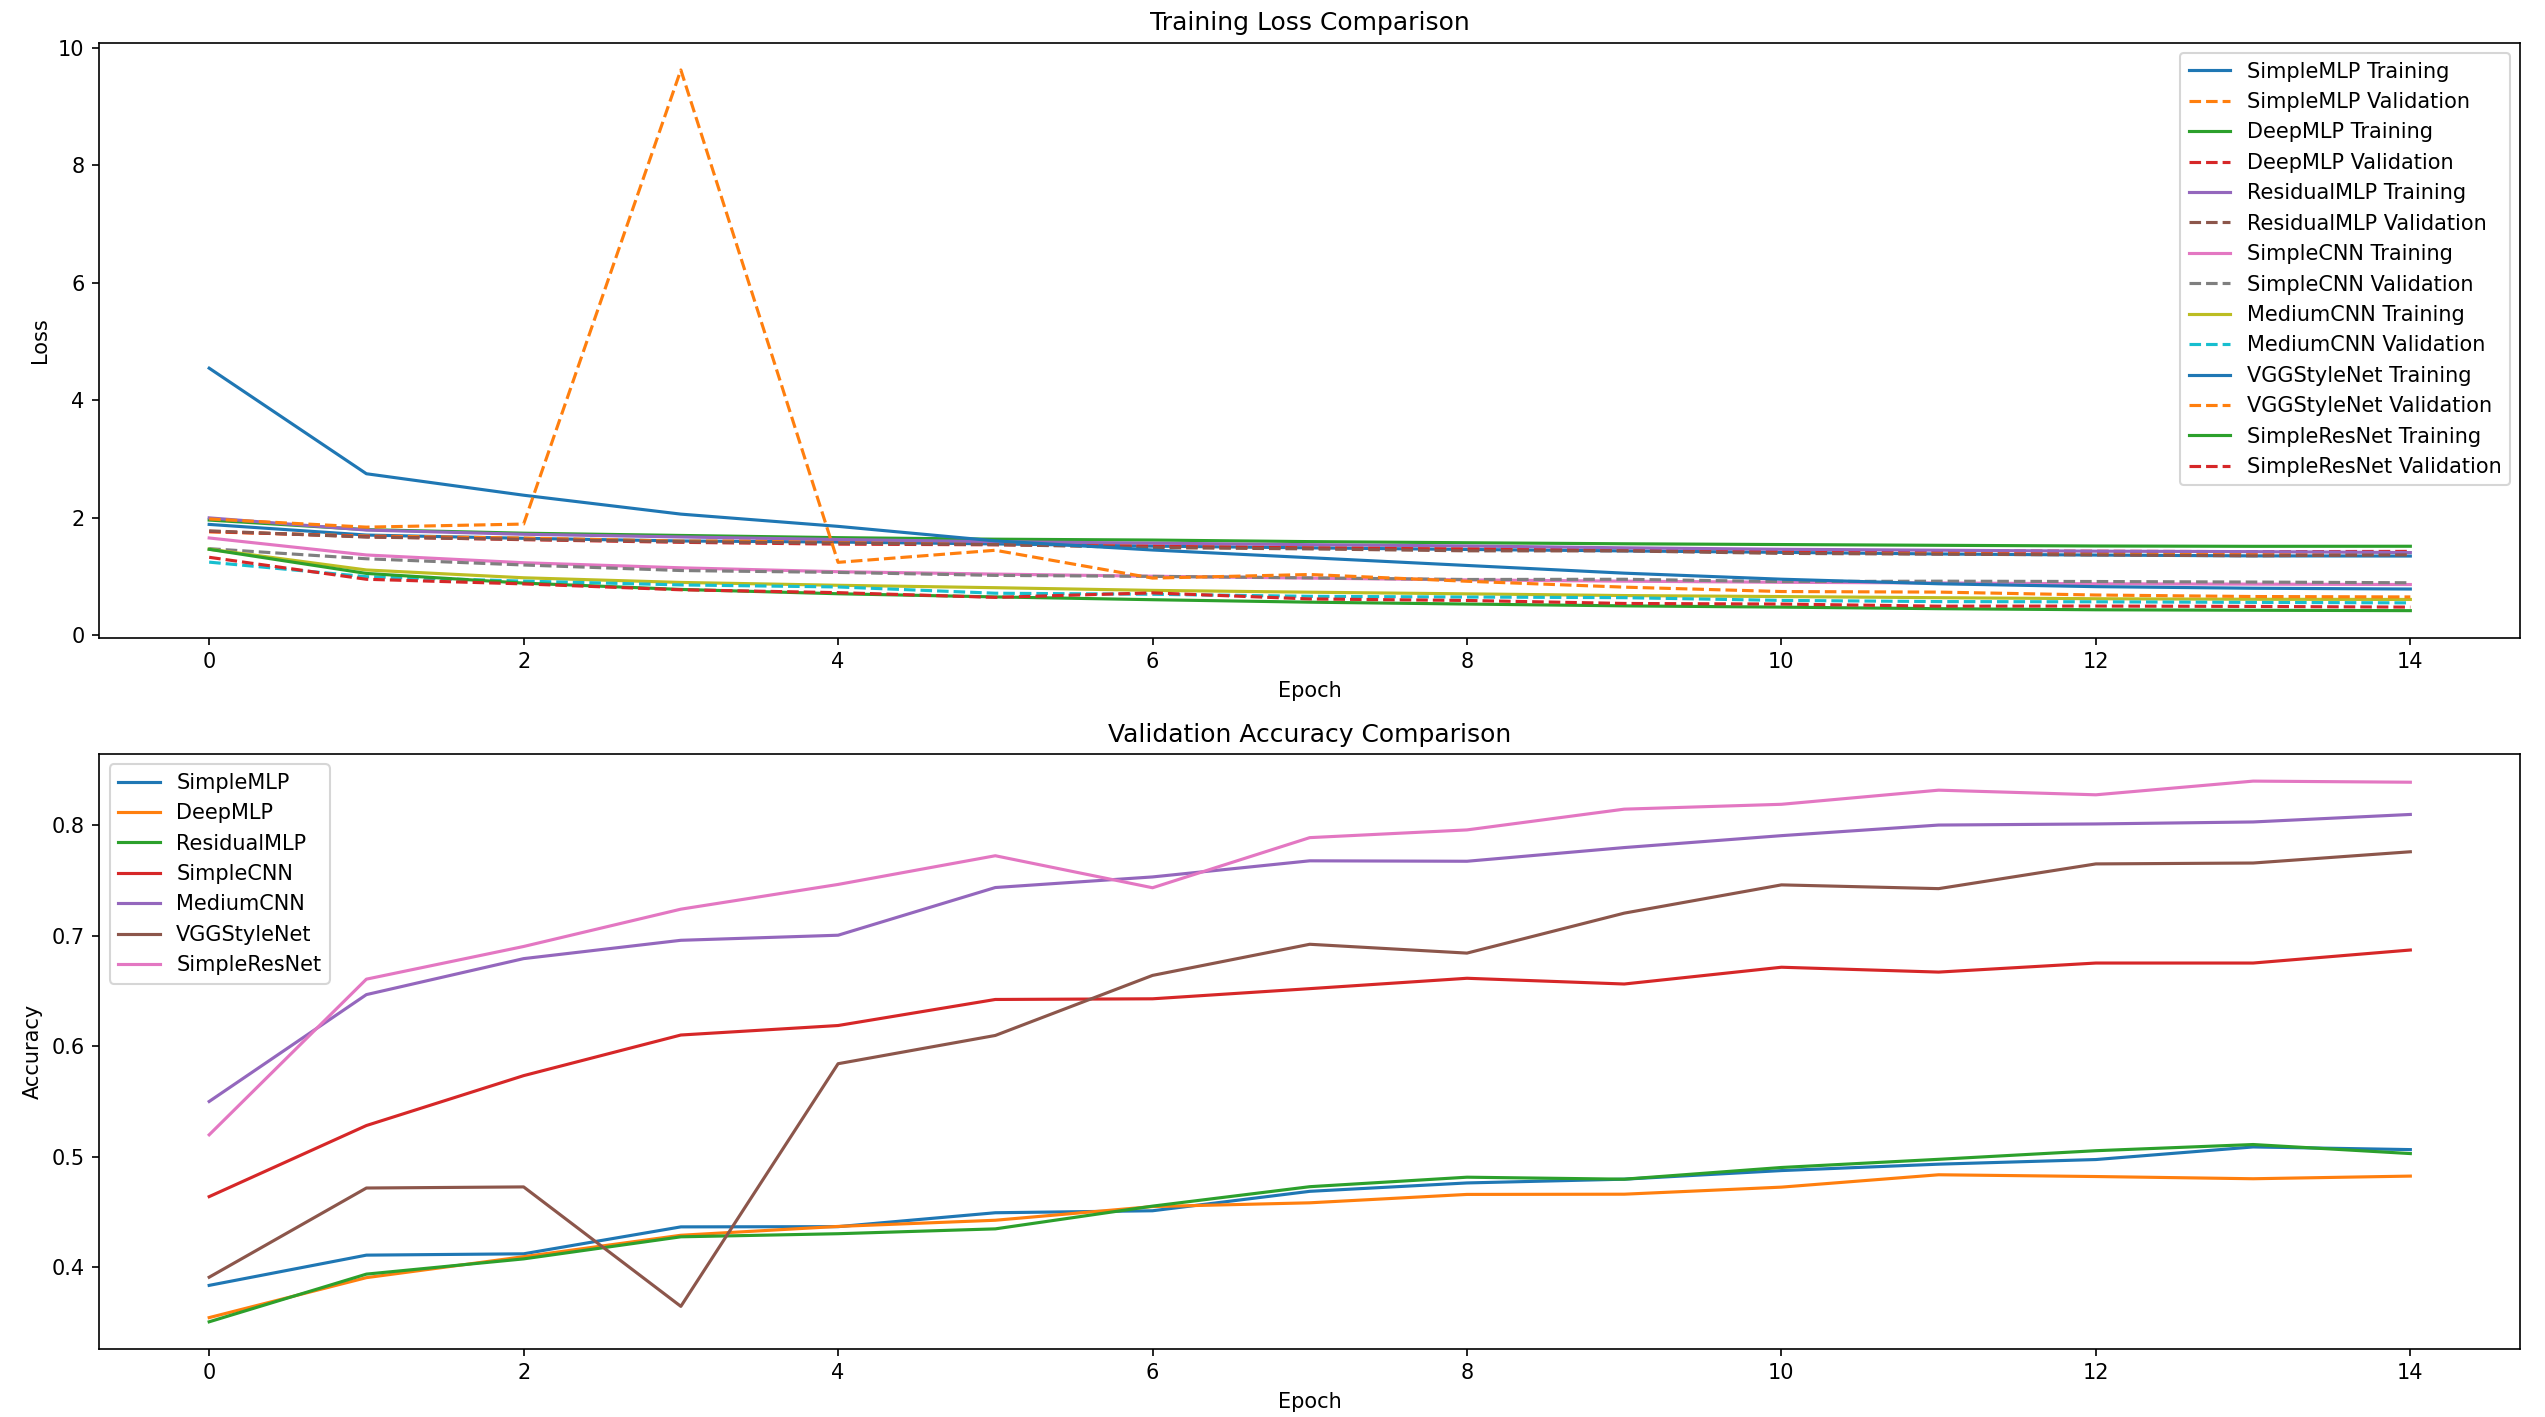 Training Loss Comparison
10
8
6
4
2
0
Loss
SimpleMLP Training
SimpleMLP Validation
DeepMLP Training
DeepMLP Validation
ResidualMLP Training
ResidualMLP Validation
SimpleCNN Training
SimpleCNN Validation
MediumCNN Training
MediumCNN Validation
VGGStyleNet Training
VGGStyleNet Validation
SimpleResNet Training
SimpleResNet Validation
0 2 4 6 8 10 12 14
Epoch
Validation Accuracy Comparison
SimpleMLP
DeepMLP
ResidualMLP
SimpleCNN
MediumCNN
VGGStyleNet
SimpleResNet
0.8
0.7
0.6
0.5
0.4
Accuracy
0 2 4 6 8 10 12 14
Epoch